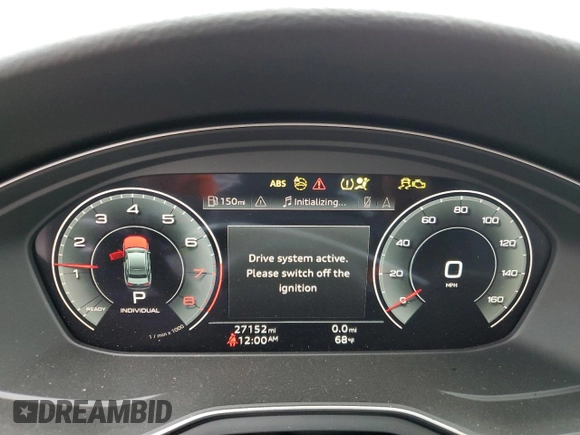 ABS
150mi
Initializing...
1 2 3 4 5 6 7 8
READY
P
INDIVIDUAL
1 / min x 1000
Drive system active.
Please switch off the
ignition
0 20 40 60 80 100 120 140 160
0
MPH
27152mi
0.0mi
12:00AM
68°F
DREAMBID